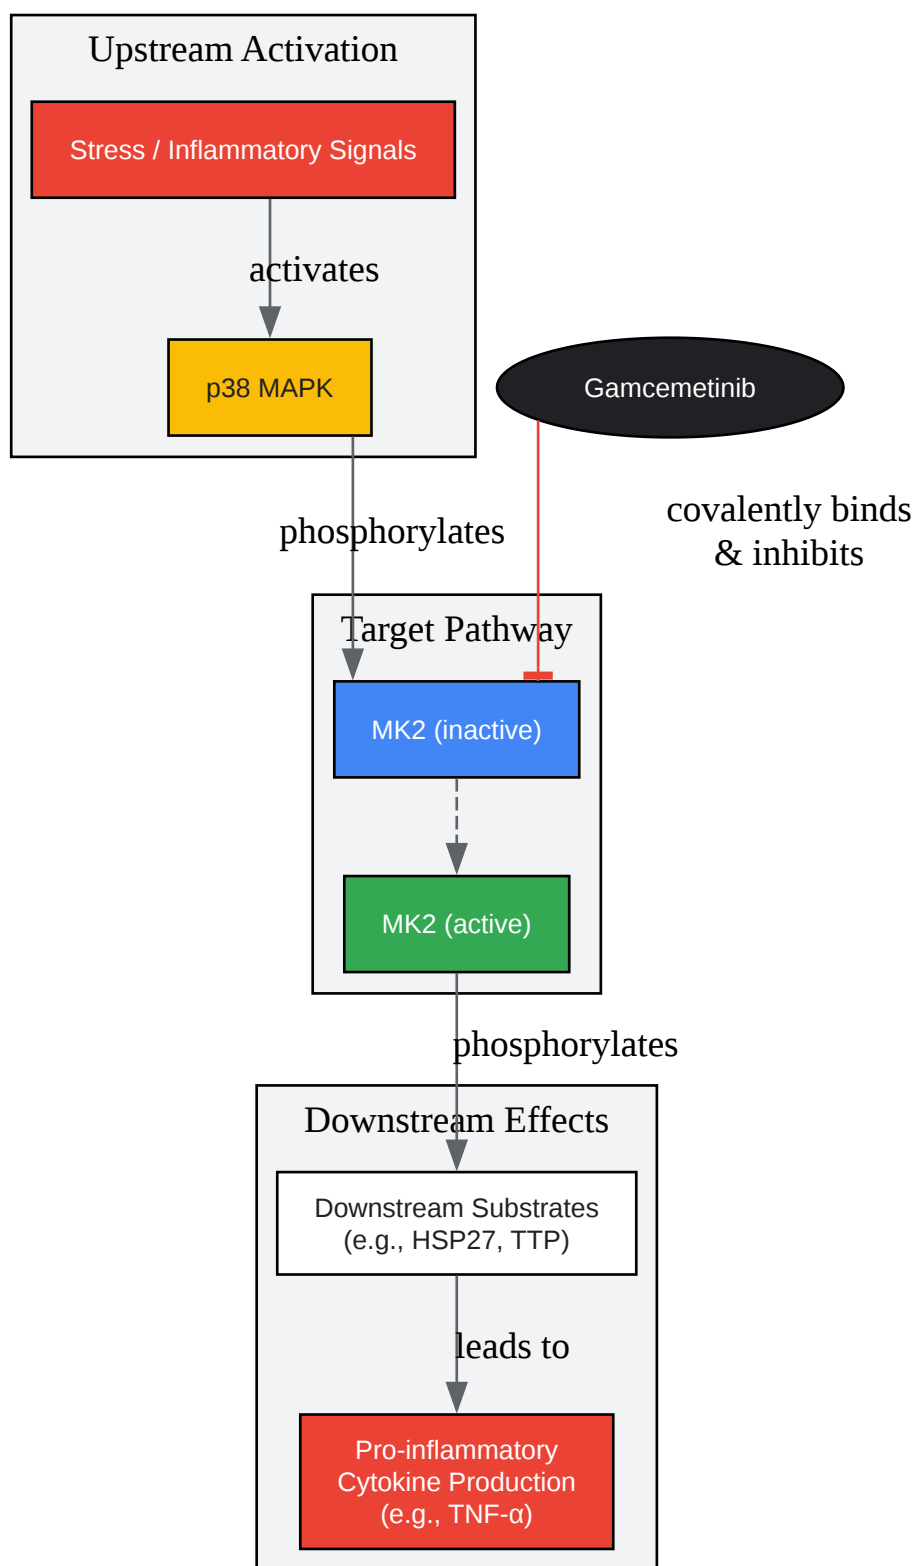 Upstream Activation
Stress / Inflammatory Signals
activates
p38 MAPK
Gamcemetinib
phosphorylates
covalently binds
& inhibits
Target Pathway
MK2 (inactive)
MK2 (active)
phosphorylates
Downstream Effects
Downstream Substrates
(e.g., HSP27, TTP)
leads to
Pro-inflammatory
Cytokine Production
(e.g., TNF-α)